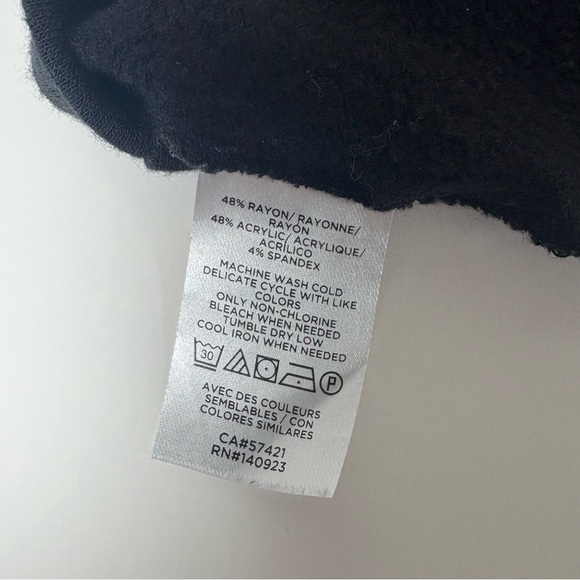 48% RAYON/ RAYONNE/
RAYÓN
48% ACRYLIC/ ACRYLIQUE/
ACRÍLICO
4% SPANDEX
MACHINE WASH COLD
DELICATE CYCLE WITH LIKE
COLORS
ONLY NON-CHLORINE
BLEACH WHEN NEEDED
TUMBLE DRY LOW
COOL IRON WHEN NEEDED
30 P
AVEC DES COULEURS
SEMBLABLES / CON
COLORES SIMILARES
CA#57421
RN#140923